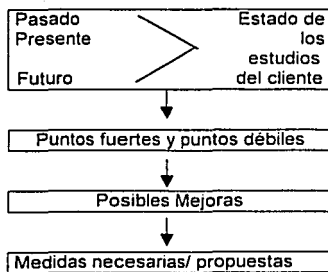 Pasado
Presente
Futuro
Estado de
los
estudios
del cliente
Puntos fuertes y puntos débiles
Posibles Mejoras
Medidas necesarias/ propuestas